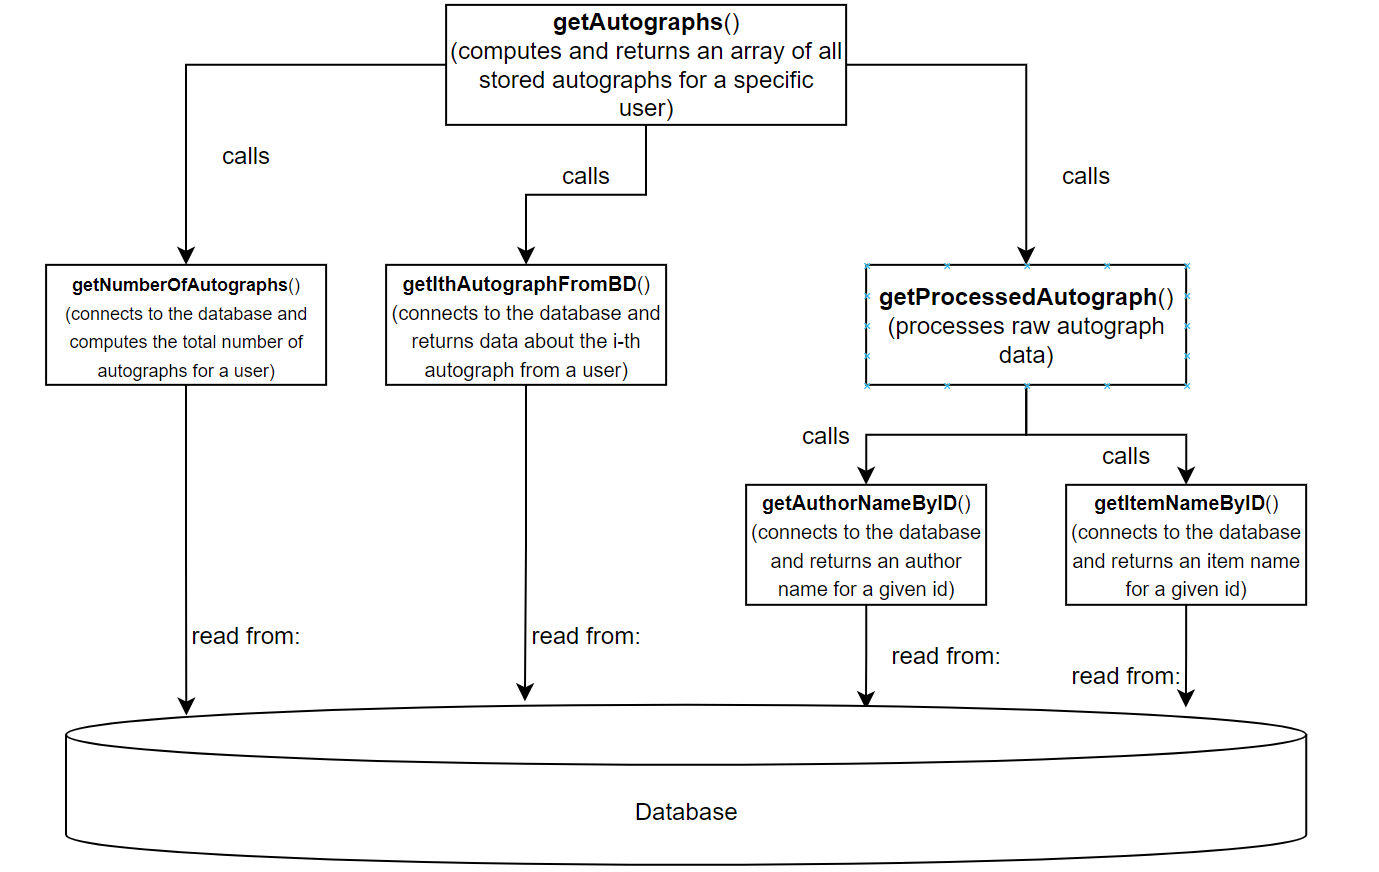 getAutographs()
(computes and returns an array of all
stored autographs for a specific
user)
calls
calls
calls
getNumberOfAutographs()
(connects to the database and
computes the total number of
autographs for a user)
getIthAutographFromBD()
(connects to the database and
returns data about the i-th
autograph from a user)
getProcessedAutograph()
(processes raw autograph
data)
calls
calls
getAuthorNameByID()
(connects to the database
and returns an author
name for a given id)
getItemNameByID()
(connects to the database
and returns an item name
for a given id)
read from:
read from:
read from:
read from:
Database